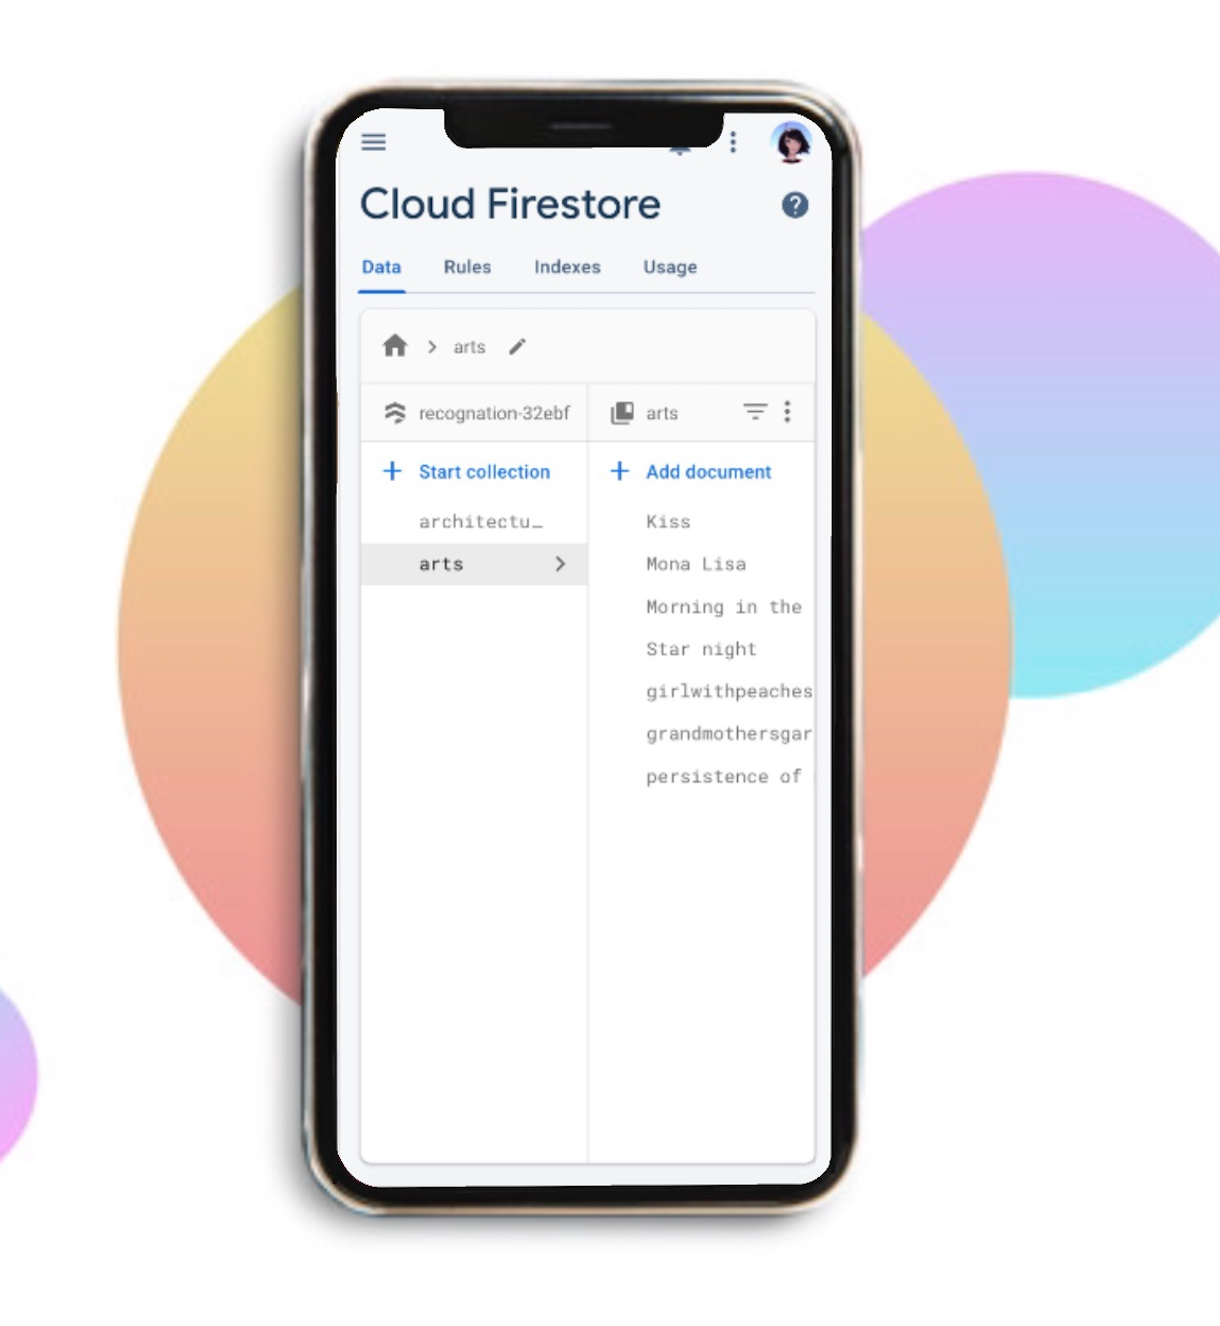 Cloud Firestore
Data Rules Indexes Usage
arts
recognation-32ebf
arts
Start collection
Add document
architectu…
arts
Kiss
Mona Lisa
Morning in the
Star night
girlwithpeaches
grandmothersgar
persistence of